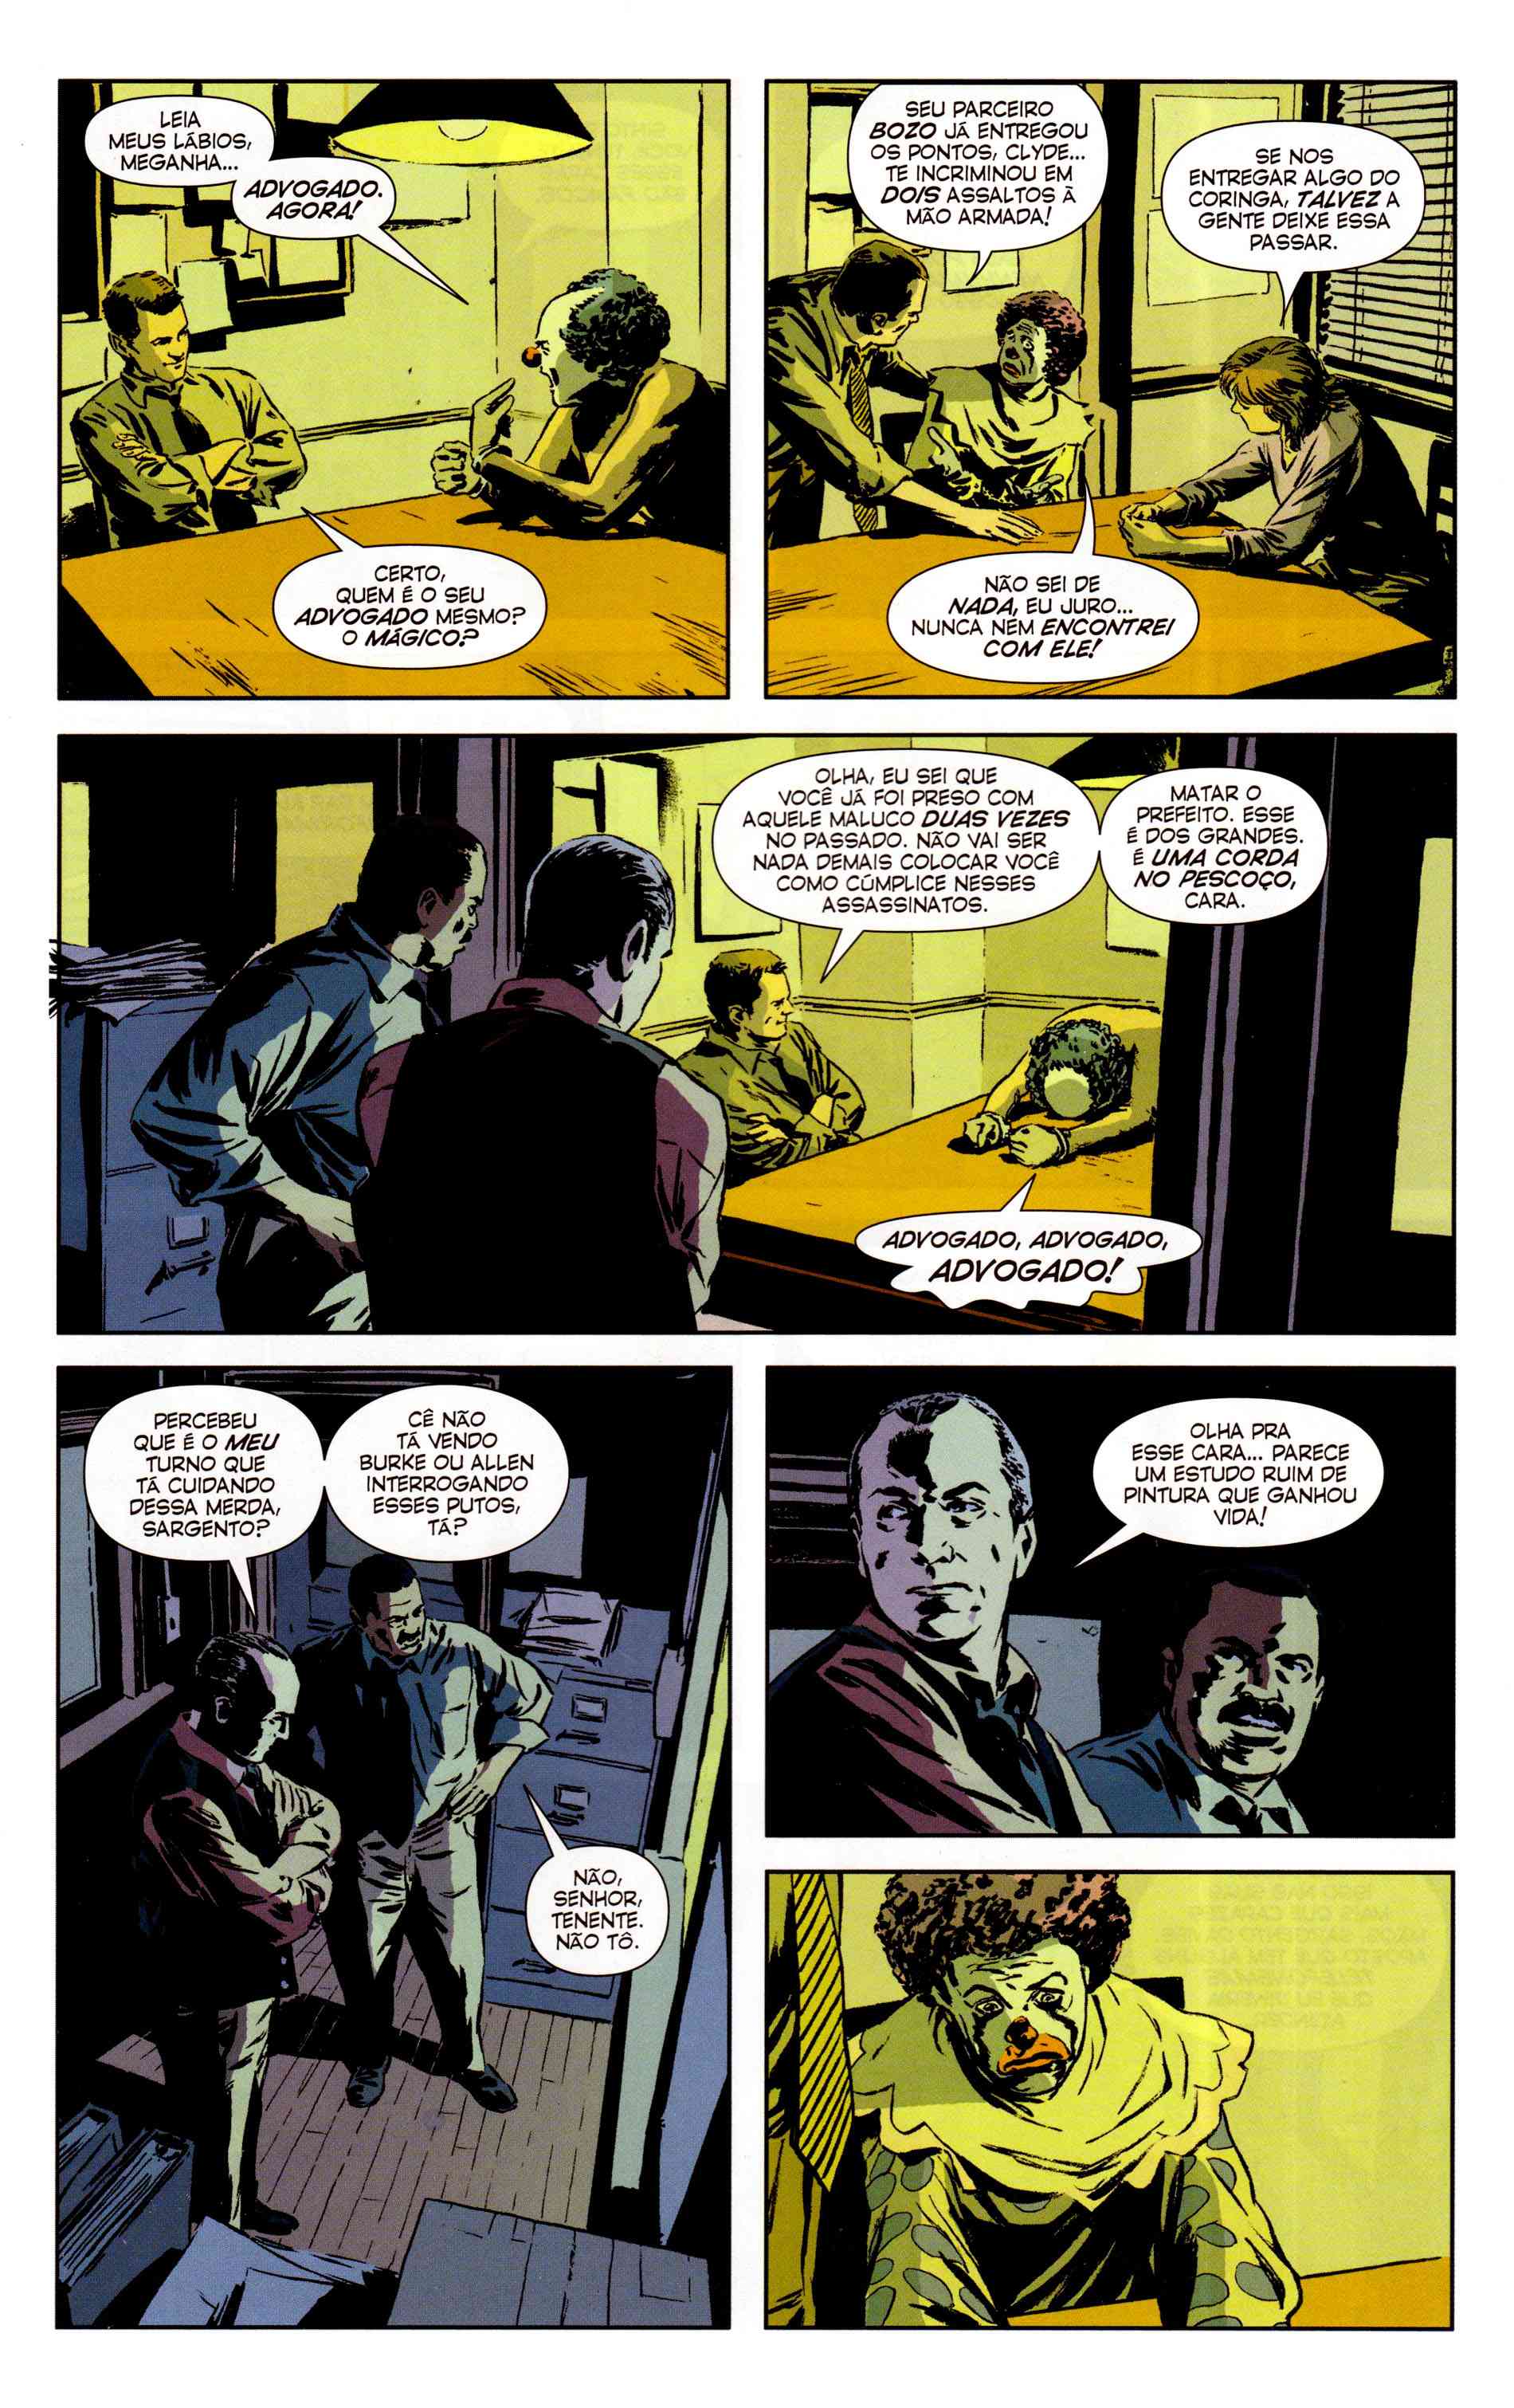 LEIA
MEUS LÁBIOS,
MEGANHA...
ADVOGADO.
AGORA!
CERTO,
QUEM É O SEU
ADVOGADO MESMO?
O MÁGICO?
SEU PARCEIRO
BOZO JÁ ENTREGOU
OS PONTOS, CLYDE...
TE INCRIMINOU EM
DOIS ASSALTOS À
MÃO ARMADA!
SE NOS
ENTREGAR ALGO DO
CORINGA, TALVEZ A
GENTE DEIXE ESSA
PASSAR.
NÃO SEI DE
NADA, EU JURO...
NUNCA NEM ENCONTREI
COM ELE!
OLHA, EU SEI QUE
VOCÊ JÁ FOI PRESO COM
AQUELE MALUCO DUAS VEZES
NO PASSADO. NÃO VAI SER
NADA DEMAIS COLOCAR VOCÊ
COMO CÚMPLICE NESSES
ASSASSINATOS.
MATAR O
PREFEITO. ESSE
É DOS GRANDES.
É UMA CORDA
NO PESCOÇO,
CARA.
ADVOGADO, ADVOGADO,
ADVOGADO!
PERCEBEU
QUE É O MEU
TURNO QUE
TÁ CUIDANDO
DESSA MERDA,
SARGENTO?
CÊ NÃO
TÁ VENDO
BURKE OU ALLEN
INTERROGANDO
ESSES PUTOS,
TÁ?
NÃO,
SENHOR,
TENENTE.
NÃO TÔ.
OLHA PRA
ESSE CARA... PARECE
UM ESTUDO RUIM DE
PINTURA QUE GANHOU
VIDA!